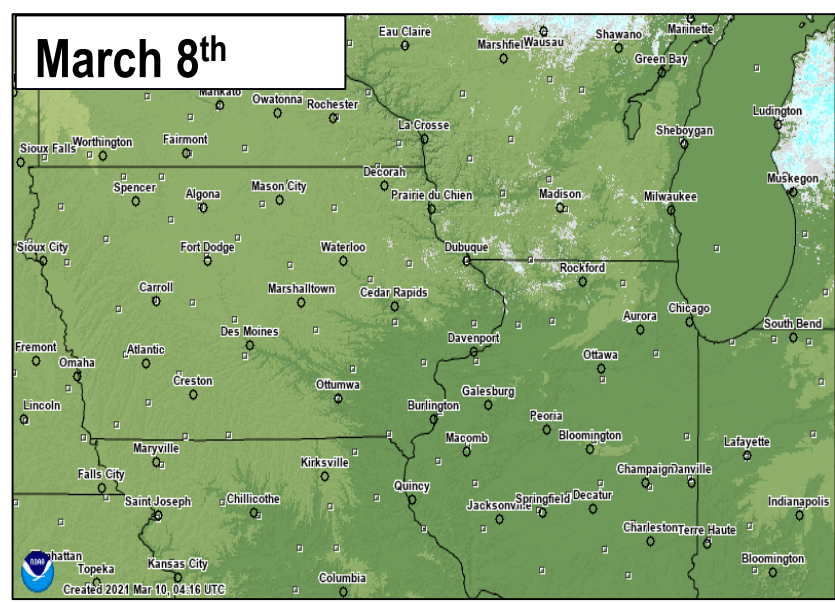 March 8th
Eau Claire
Marshfiel
Wausau
Shawano
Marinette
Green Bay
Mankato
Owatonna
Rochester
La Crosse
Ludington
Sheboygan
Sioux Falls
Worthington
Fairmont
Decorah
Muskegon
Spencer
Algona
Mason City
Prairie du Chien
Madison
Milwaukee
Sioux City
Fort Dodge
Waterloo
Dubuque
Rockford
Carroll
Marshalltown
Cedar Rapids
Aurora
Chicago
South Bend
Des Moines
Davenport
Fremont
Omaha
Atlantic
Ottawa
Creston
Ottumwa
Galesburg
Lincoln
Burlington
Peoria
Macomb
Bloomington
Lafayette
Maryville
Kirksville
Falls City
Champaign
Danville
Quincy
Saint Joseph
Chillicothe
Jacksonville
Springfield
Decatur
Indianapolis
Charleston
Terre Haute
NOAA
nhattan
Topeka
Kansas City
Columbia
Bloomington
Created 2021 Mar 10, 04:16 UTC